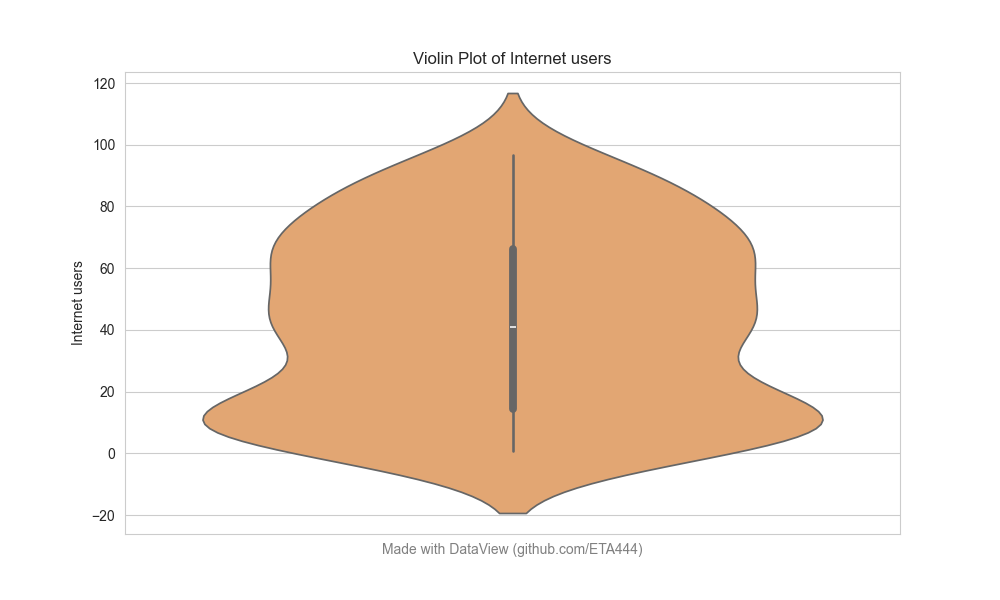 Violin Plot of Internet users
120
100
80
60
40
20
0
−20
Internet users
Made with DataView (github.com/ETA444)